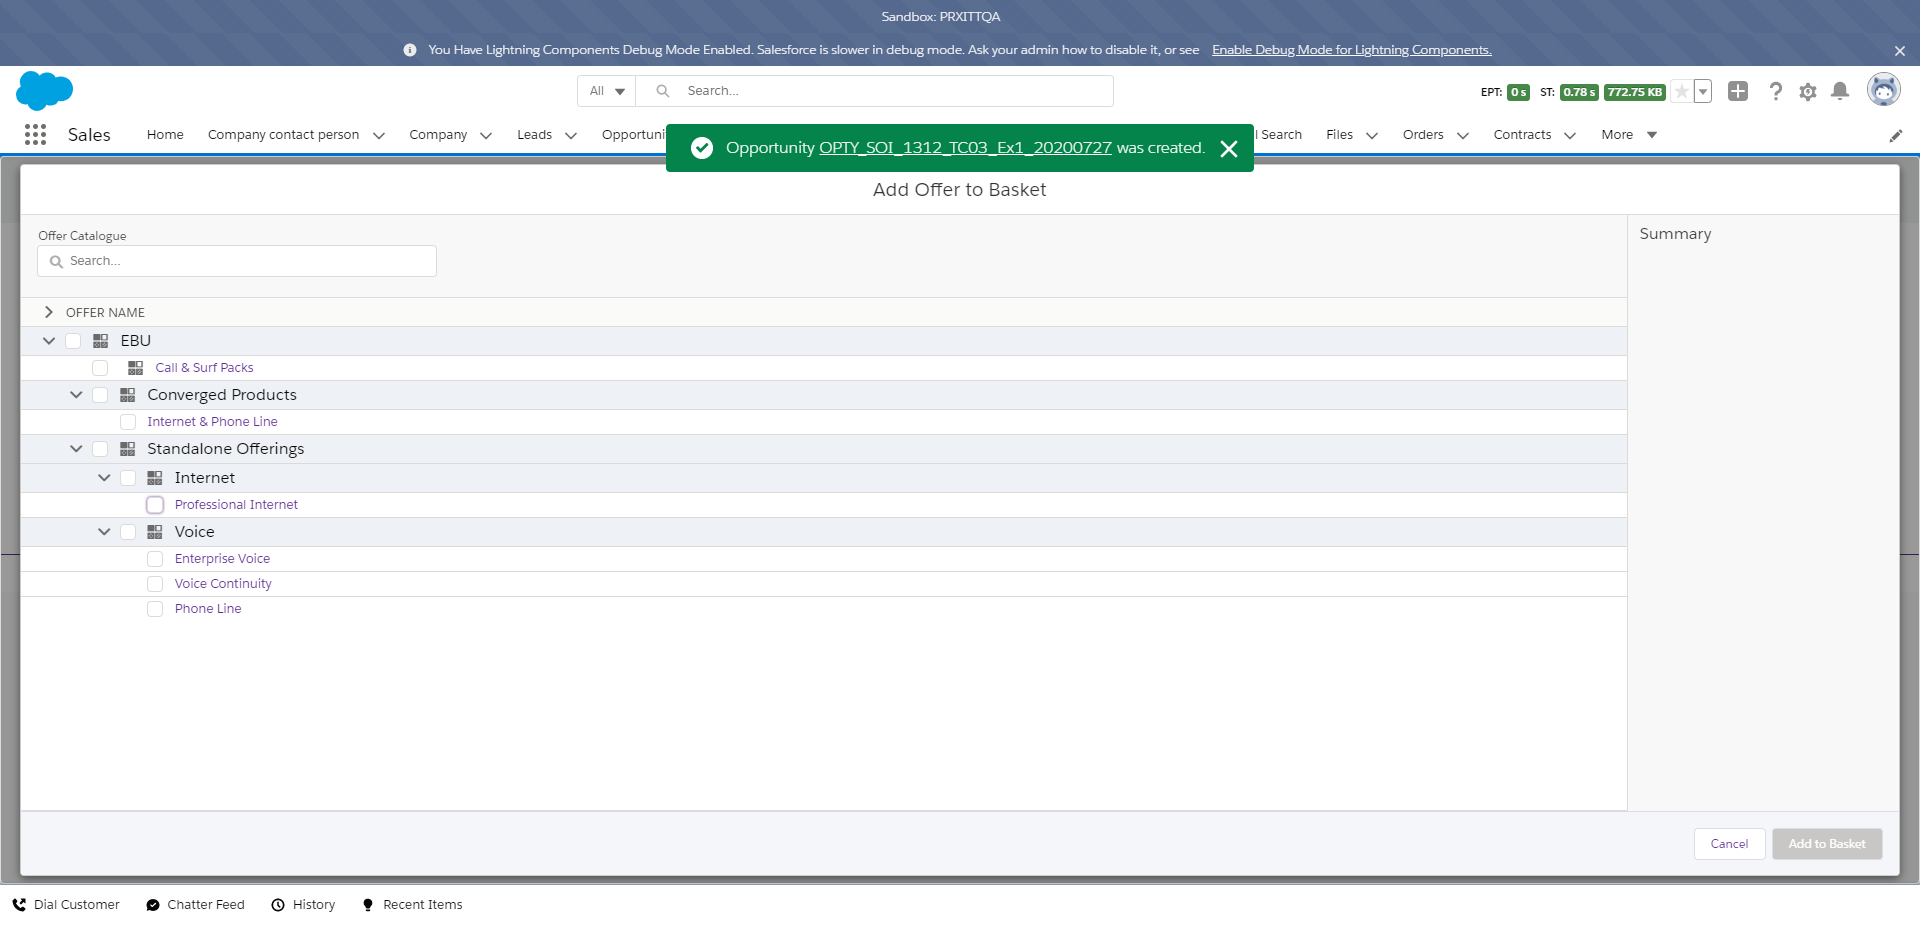 Sandbox: PRXITTQA
You Have Lightning Components Debug Mode Enabled. Salesforce is slower in debug mode. Ask your admin how to disable it, or see Enable Debug Mode for Lightning Components.
All Search... EPT: 0 s ST: 0.78 s 772.75 KB
Sales Home Company contact person Company Leads Opportuni l Search Files Orders Contracts More
Opportunity OPTY_SOI_1312_TC03_Ex1_20200727 was created.
Add Offer to Basket
Offer Catalogue
Search...
Summary
OFFER NAME
EBU
Call & Surf Packs
Converged Products
Internet & Phone Line
Standalone Offerings
Internet
Professional Internet
Voice
Enterprise Voice
Voice Continuity
Phone Line
Cancel Add to Basket
Dial Customer Chatter Feed History Recent Items